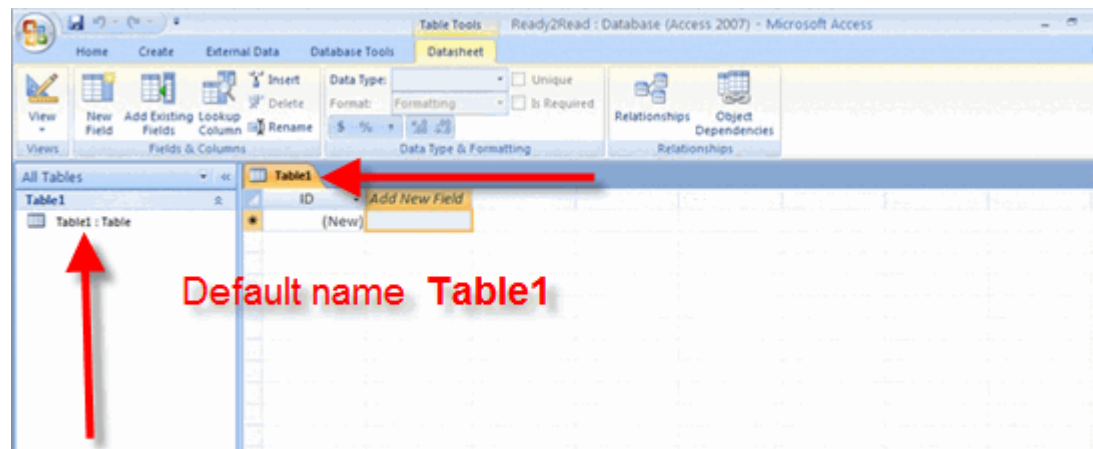 Table Tools Ready2Read : Database (Access 2007) - Microsoft Access
Home Create External Data Database Tools Datasheet
View
New Field
Add Existing Fields
Lookup Column
Insert
Delete
Rename
Data Type:
Format: Formatting
$ % ,
Unique
Is Required
Relationships
Object Dependencies
Views Fields & Columns Data Type & Formatting Relationships
All Tables
Table1
Table1 : Table
Table1
ID Add New Field
(New)
Default name Table1